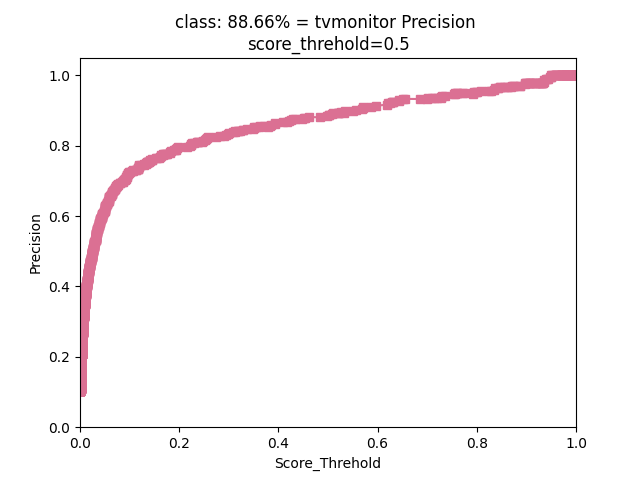 class: 88.66% = tvmonitor Precision
score_threhold=0.5
1.0
0.8
0.6
0.4
0.2
0.0
Precision
0.0 0.2 0.4 0.6 0.8 1.0
Score_Threhold